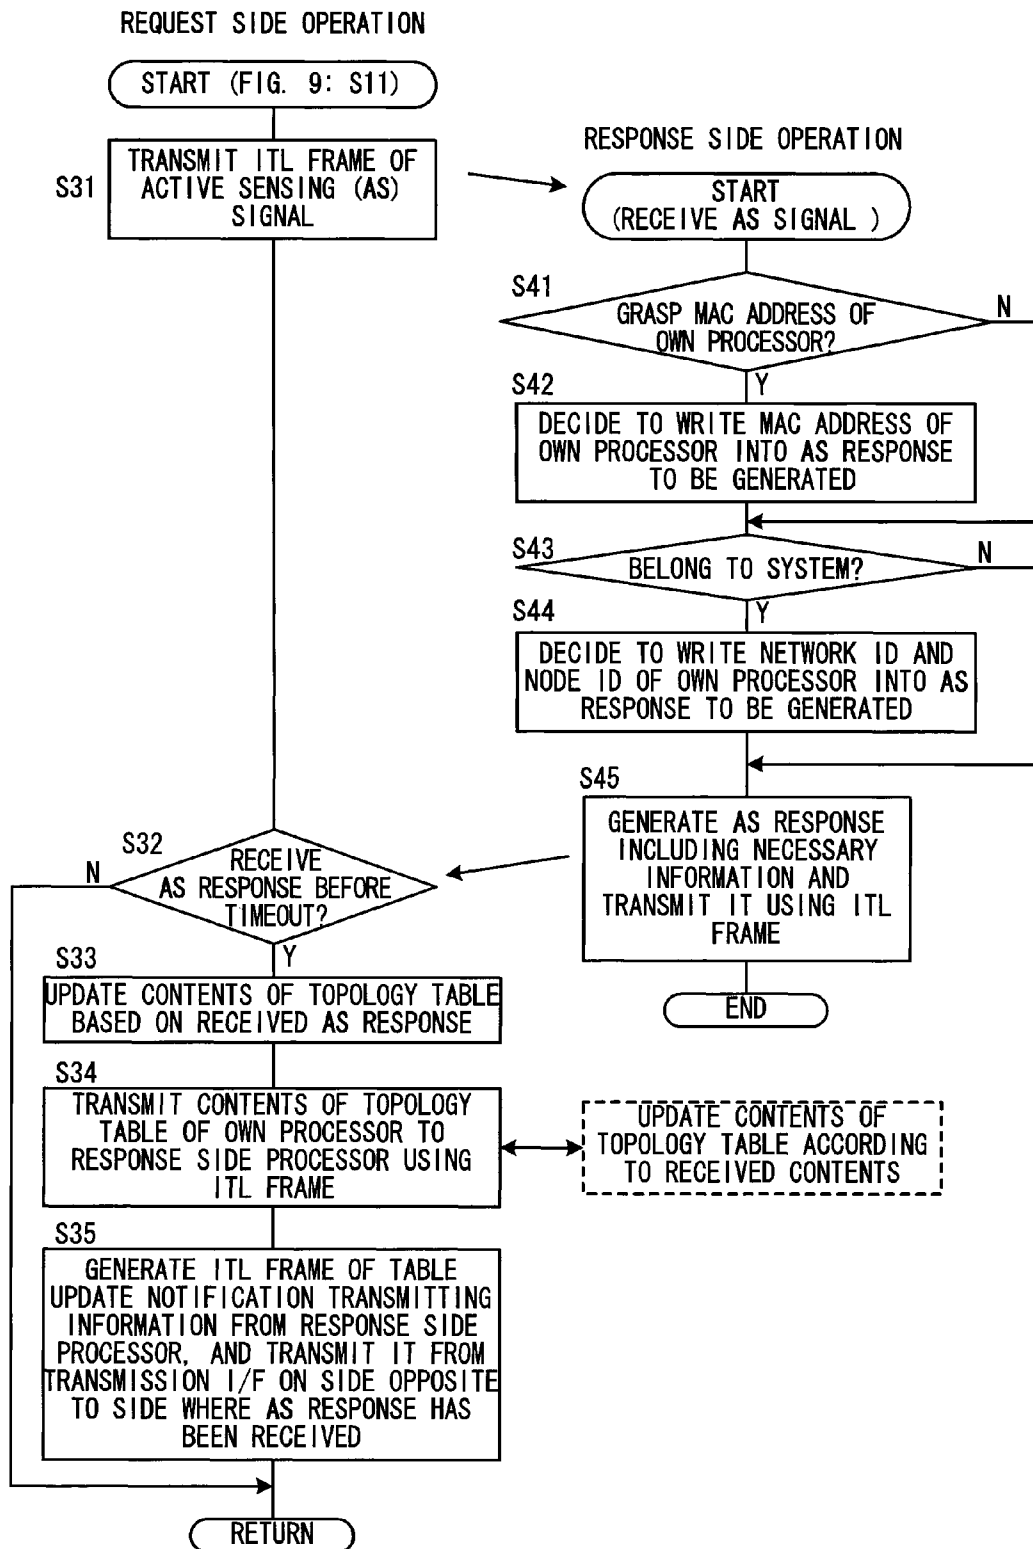 REQUEST SIDE OPERATION
START (FIG. 9: S11)
S31
TRANSMIT ITL FRAME OF
ACTIVE SENSING (AS)
SIGNAL
RESPONSE SIDE OPERATION
START
(RECEIVE AS SIGNAL )
S41
GRASP MAC ADDRESS OF
OWN PROCESSOR?
N
Y
S42
DECIDE TO WRITE MAC ADDRESS OF
OWN PROCESSOR INTO AS RESPONSE
TO BE GENERATED
S43
BELONG TO SYSTEM?
N
Y
S44
DECIDE TO WRITE NETWORK ID AND
NODE ID OF OWN PROCESSOR INTO AS
RESPONSE TO BE GENERATED
S45
GENERATE AS RESPONSE
INCLUDING NECESSARY
INFORMATION AND
TRANSMIT IT USING ITL
FRAME
END
S32
RECEIVE
AS RESPONSE BEFORE
TIMEOUT?
N
Y
S33
UPDATE CONTENTS OF TOPOLOGY TABLE
BASED ON RECEIVED AS RESPONSE
S34
TRANSMIT CONTENTS OF TOPOLOGY
TABLE OF OWN PROCESSOR TO
RESPONSE SIDE PROCESSOR USING
ITL FRAME
UPDATE CONTENTS OF
TOPOLOGY TABLE ACCORDING
TO RECEIVED CONTENTS
S35
GENERATE ITL FRAME OF TABLE
UPDATE NOTIFICATION TRANSMITTING
INFORMATION FROM RESPONSE SIDE
PROCESSOR, AND TRANSMIT IT FROM
TRANSMISSION I/F ON SIDE OPPOSITE
TO SIDE WHERE AS RESPONSE HAS
BEEN RECEIVED
RETURN